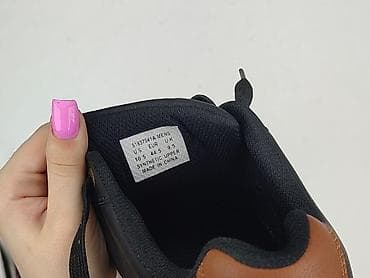 MENS
US EUR UK
10.5 44.5 9.5
SYNTHETIC UPPER
MADE IN CHINA